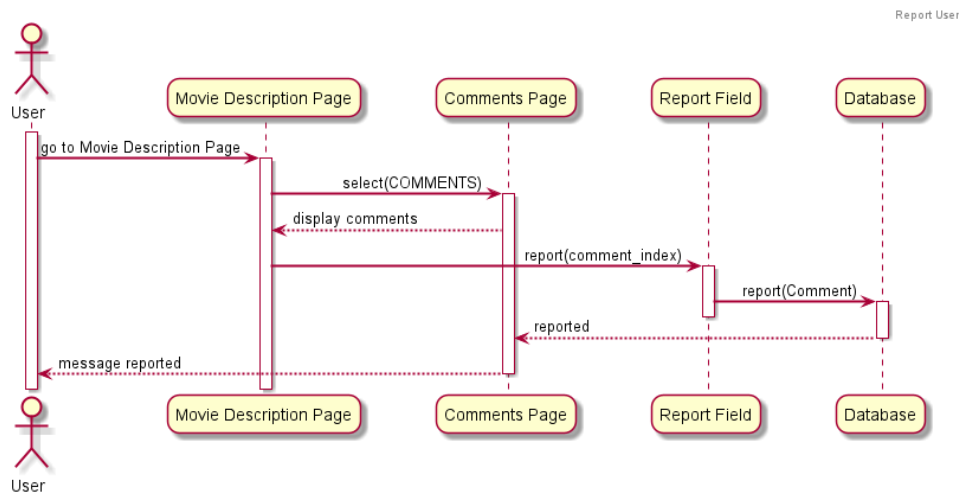 Report User
User
Movie Description Page
Comments Page
Report Field
Database
go to Movie Description Page
select(COMMENTS)
display comments
report(comment_index)
report(Comment)
reported
message reported
User
Movie Description Page
Comments Page
Report Field
Database